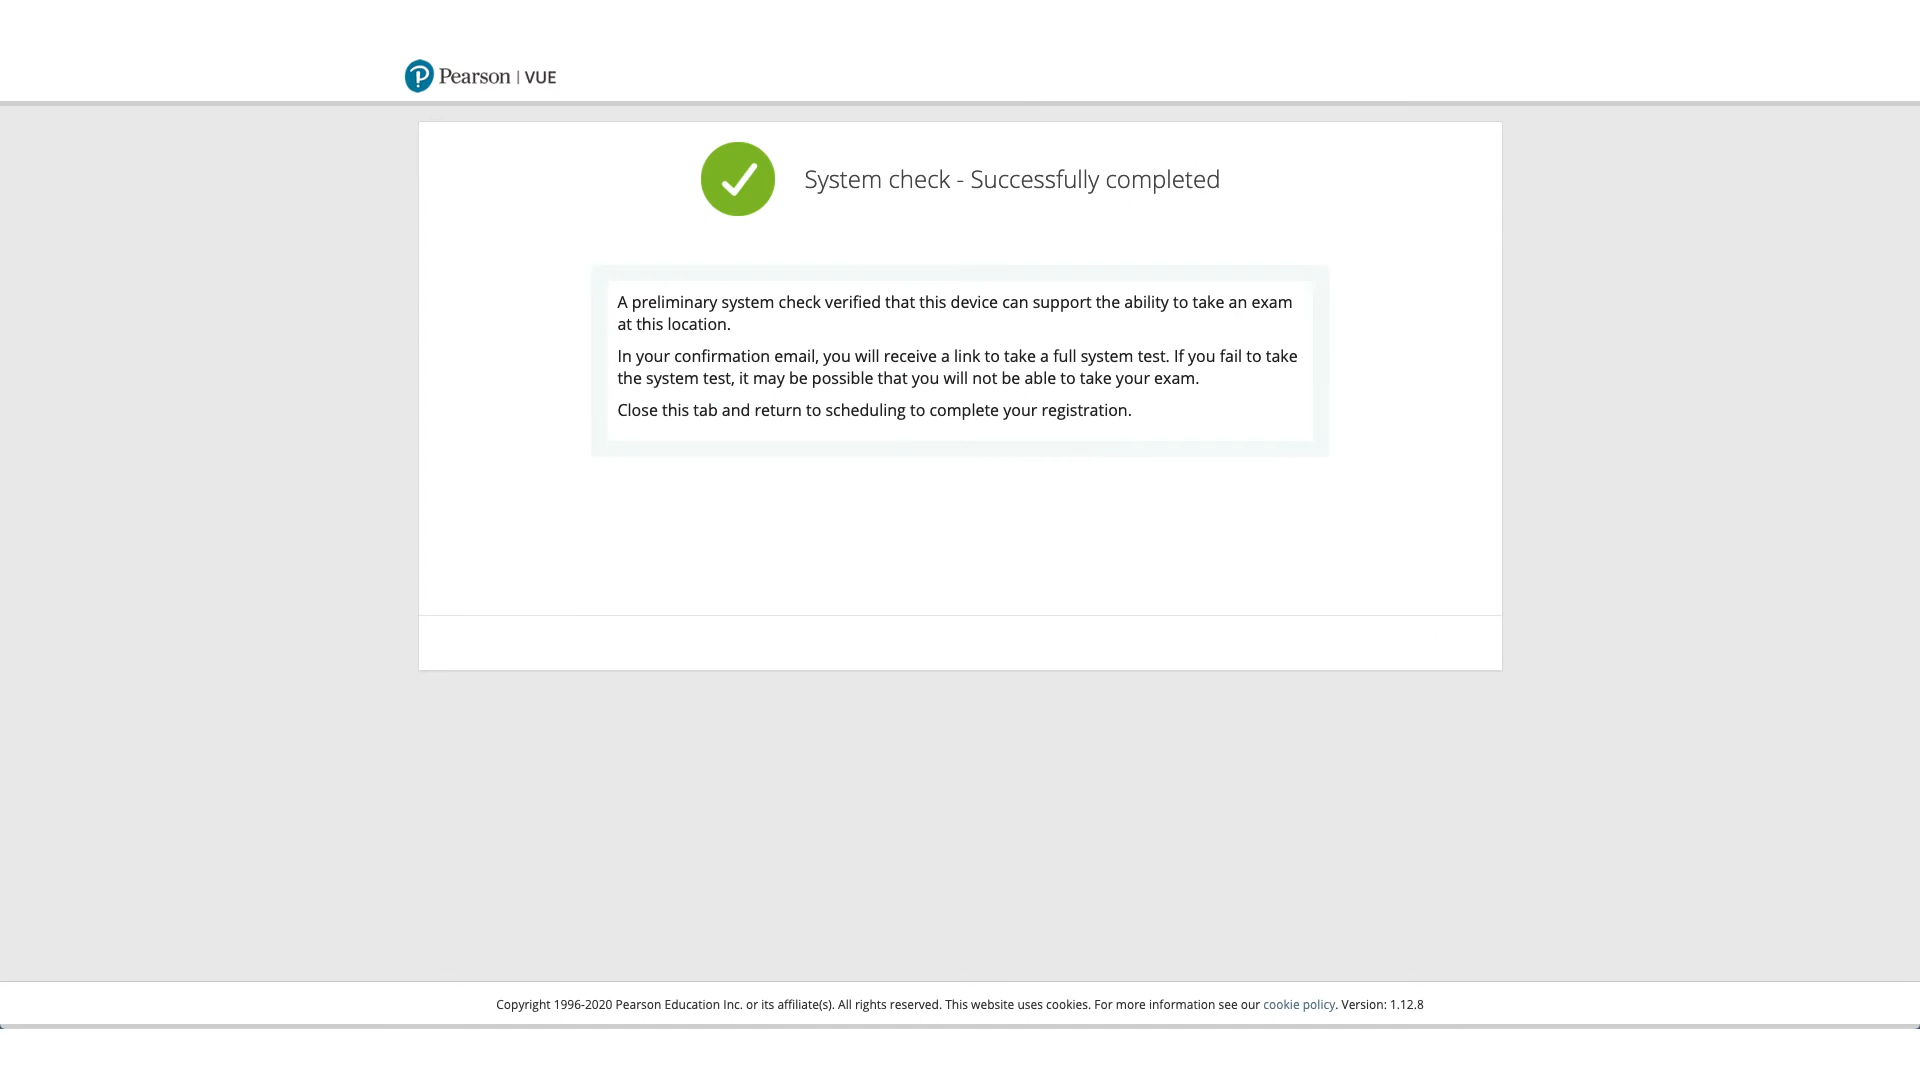 Pearson | VUE
System check - Successfully completed
A preliminary system check verified that this device can support the ability to take an exam
at this location.
In your confirmation email, you will receive a link to take a full system test. If you fail to take
the system test, it may be possible that you will not be able to take your exam.
Close this tab and return to scheduling to complete your registration.
Copyright 1996-2020 Pearson Education Inc. or its affiliate(s). All rights reserved. This website uses cookies. For more information see our cookie policy. Version: 1.12.8